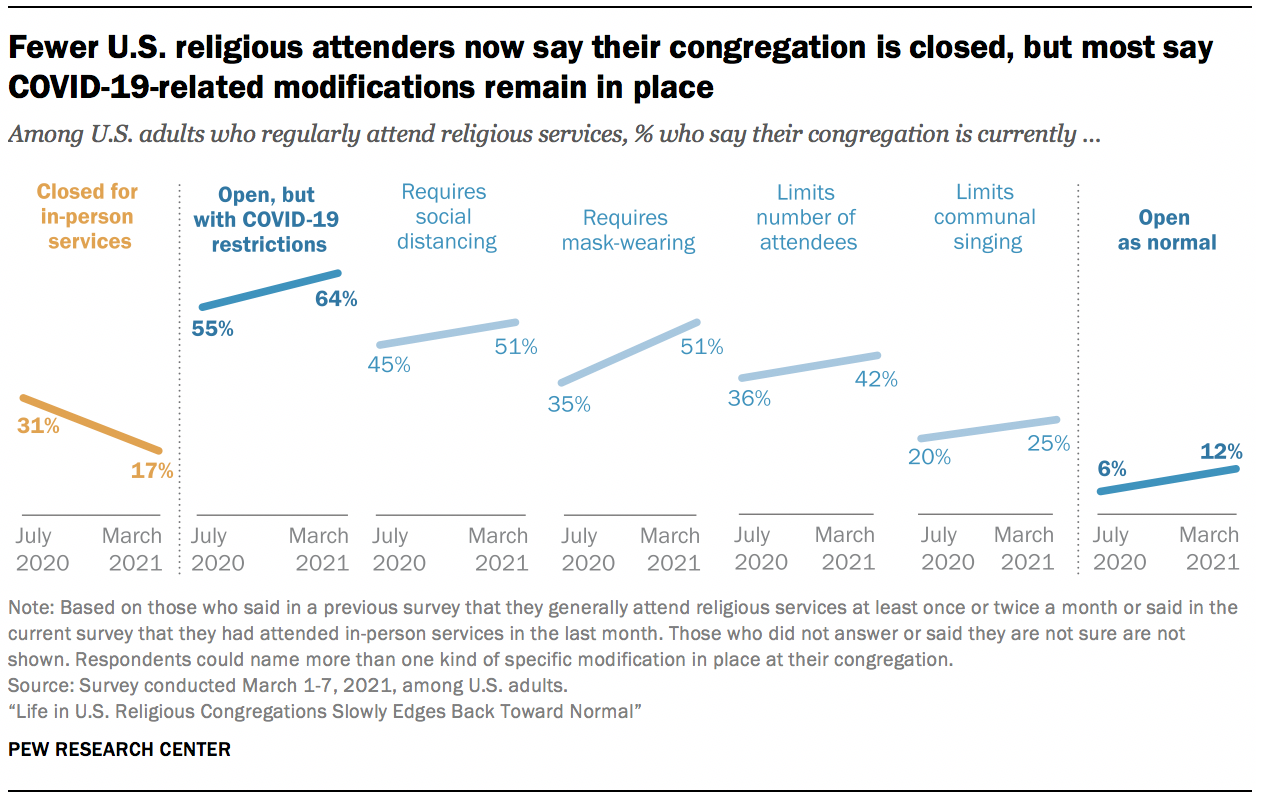 Fewer U.S. religious attenders now say their congregation is closed, but most say
COVID-19-related modifications remain in place
Among U.S. adults who regularly attend religious services, % who say their congregation is currently ...
Closed for
in-person
services
31%
17%
July
2020
March
2021
Open, but
with COVID-19
restrictions
55%
64%
July
2020
March
2021
Requires
social
distancing
45%
51%
July
2020
March
2021
Requires
mask-wearing
35%
51%
July
2020
March
2021
Limits
number of
attendees
36%
42%
July
2020
March
2021
Limits
communal
singing
20%
25%
July
2020
March
2021
Open
as normal
6%
12%
July
2020
March
2021
Note: Based on those who said in a previous survey that they generally attend religious services at least once or twice a month or said in the
current survey that they had attended in-person services in the last month. Those who did not answer or said they are not sure are not
shown. Respondents could name more than one kind of specific modification in place at their congregation.
Source: Survey conducted March 1-7, 2021, among U.S. adults.
“Life in U.S. Religious Congregations Slowly Edges Back Toward Normal”
PEW RESEARCH CENTER